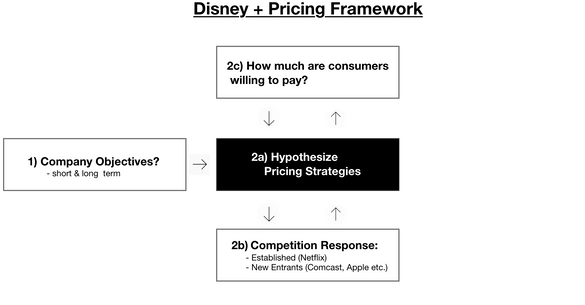 Disney + Pricing Framework
2c) How much are consumers
willing to pay?
1) Company Objectives?
- short & long term
2a) Hypothesize
Pricing Strategies
2b) Competition Response:
- Established (Netflix)
- New Entrants (Comcast, Apple etc.)